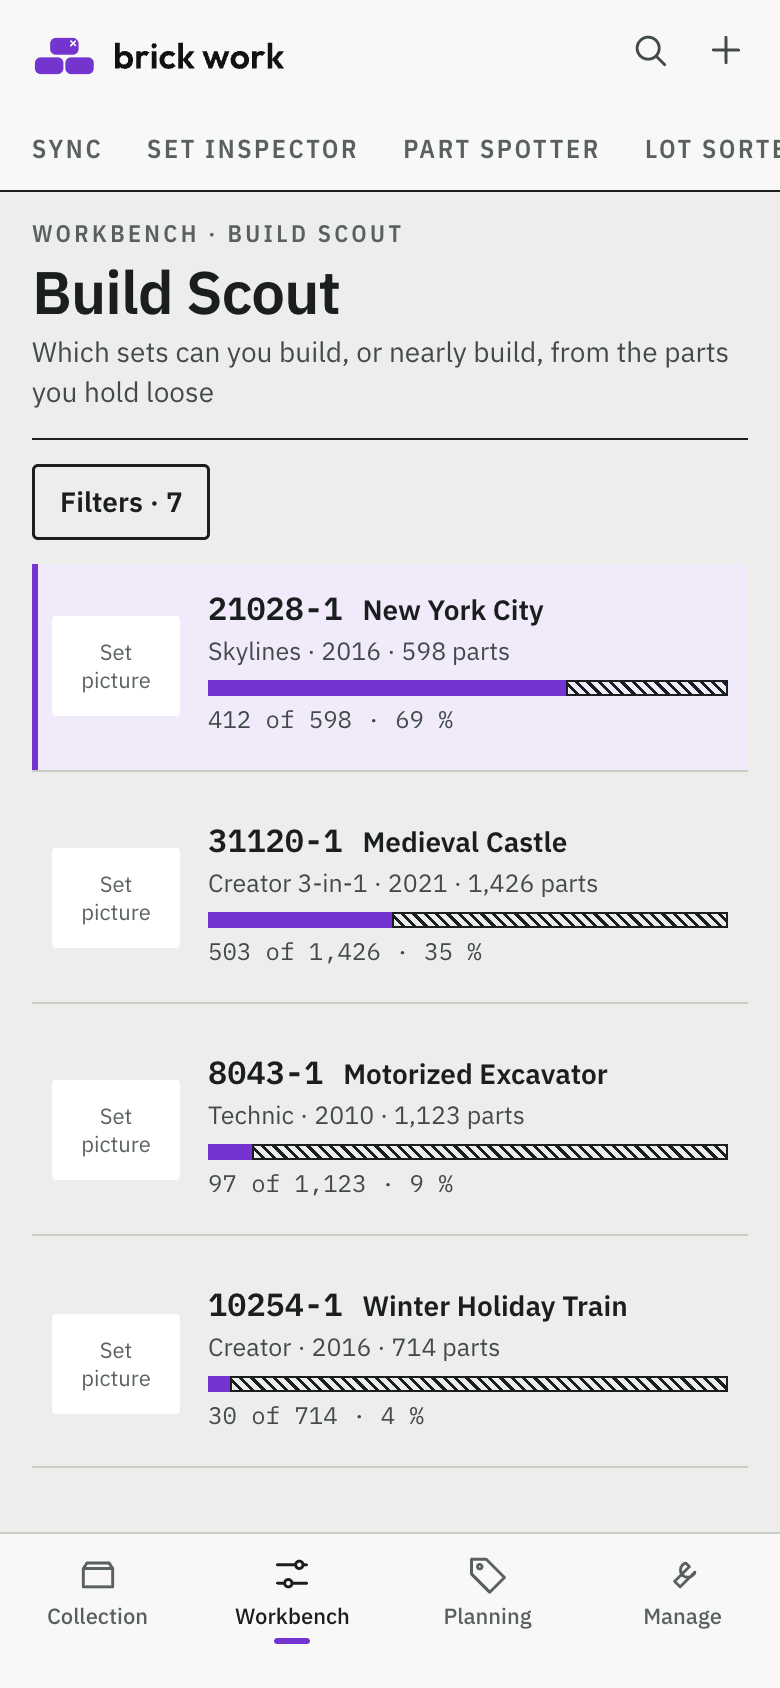 brick work
SYNC SET INSPECTOR PART SPOTTER LOT SORTE
WORKBENCH · BUILD SCOUT
Build Scout
Which sets can you build, or nearly build, from the parts
you hold loose
Filters · 7
Set
picture
21028-1 New York City
Skylines · 2016 · 598 parts
412 of 598 · 69 %
Set
picture
31120-1 Medieval Castle
Creator 3-in-1 · 2021 · 1,426 parts
503 of 1,426 · 35 %
Set
picture
8043-1 Motorized Excavator
Technic · 2010 · 1,123 parts
97 of 1,123 · 9 %
Set
picture
10254-1 Winter Holiday Train
Creator · 2016 · 714 parts
30 of 714 · 4 %
Collection Workbench Planning Manage